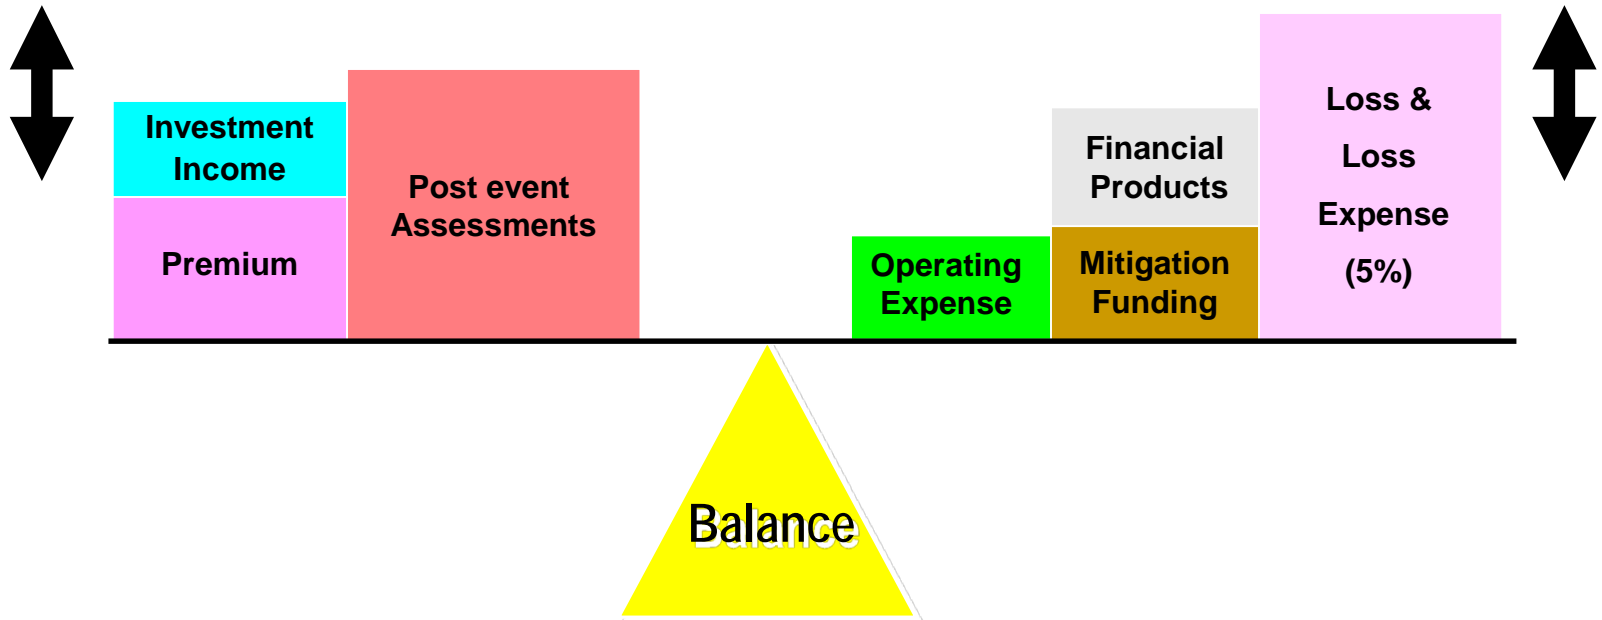 Investment
Income
Premium
Post event
Assessments
Operating
Expense
Financial
Products
Mitigation
Funding
Loss &
Loss
Expense
(5%)
Balance